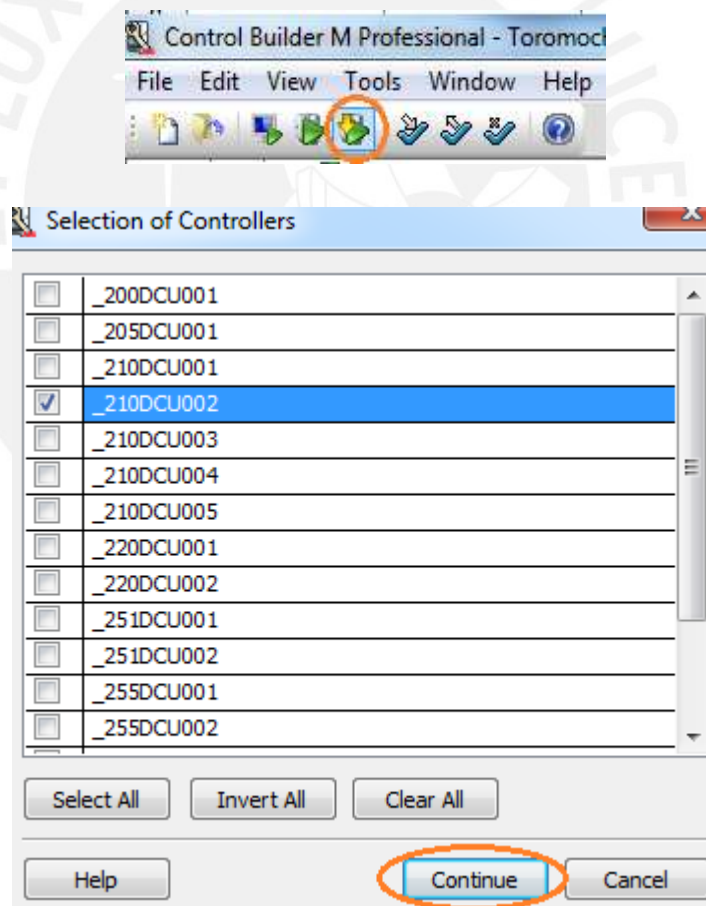 Control Builder M Professional - Toromoc
File Edit View Tools Window Help
Selection of Controllers
_200DCU001
_205DCU001
_210DCU001
_210DCU002
_210DCU003
_210DCU004
_210DCU005
_220DCU001
_220DCU002
_251DCU001
_251DCU002
_255DCU001
_255DCU002
Select All Invert All Clear All
Help Continue Cancel